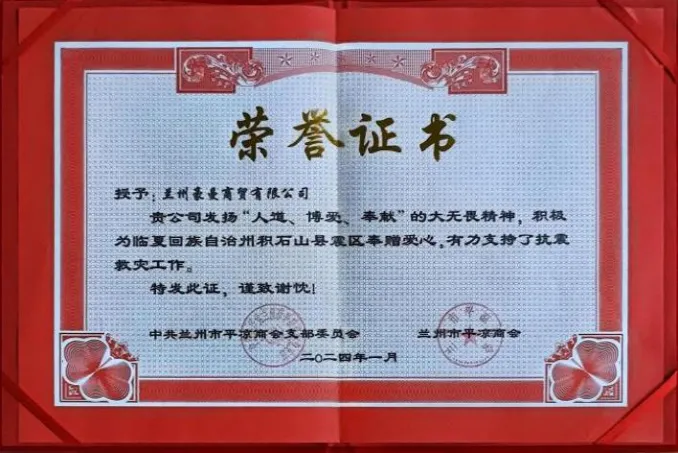 荣誉证书
授予：兰州豪曼商贸有限公司
贵公司发扬“人道、博爱、奉献”的大无畏精神，积极
为临夏回族自治州积石山县震区奉赠爱心，有力支持了抗震
救灾工作。
特发此证，谨致谢忱！
中共兰州市平凉商会支部委员会 兰州市平凉商会
二〇二四年一月